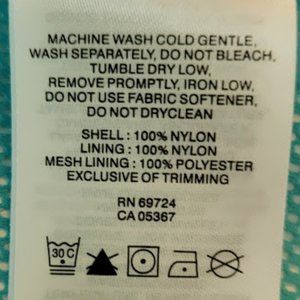 MACHINE WASH COLD GENTLE,
WASH SEPARATELY, DO NOT BLEACH,
TUMBLE DRY LOW,
REMOVE PROMPTLY, IRON LOW,
DO NOT USE FABRIC SOFTENER,
DO NOT DRYCLEAN
SHELL : 100% NYLON
LINING : 100% NYLON
MESH LINING : 100% POLYESTER
EXCLUSIVE OF TRIMMING
RN 69724
CA 05367
30C